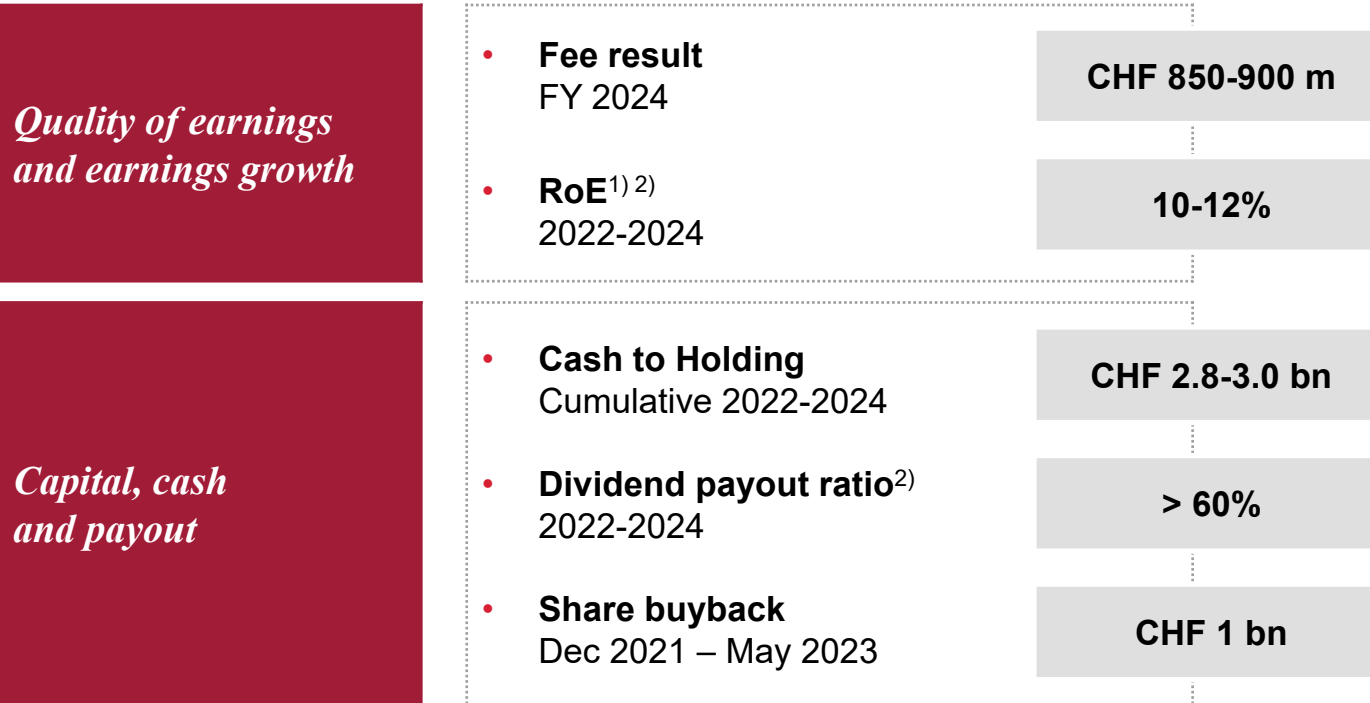 Quality of earnings
and earnings growth
• Fee result
FY 2024
CHF 850-900 m
• RoE1) 2)
2022-2024
10-12%
Capital, cash
and payout
• Cash to Holding
Cumulative 2022-2024
CHF 2.8-3.0 bn
• Dividend payout ratio2)
2022-2024
> 60%
• Share buyback
Dec 2021 – May 2023
CHF 1 bn